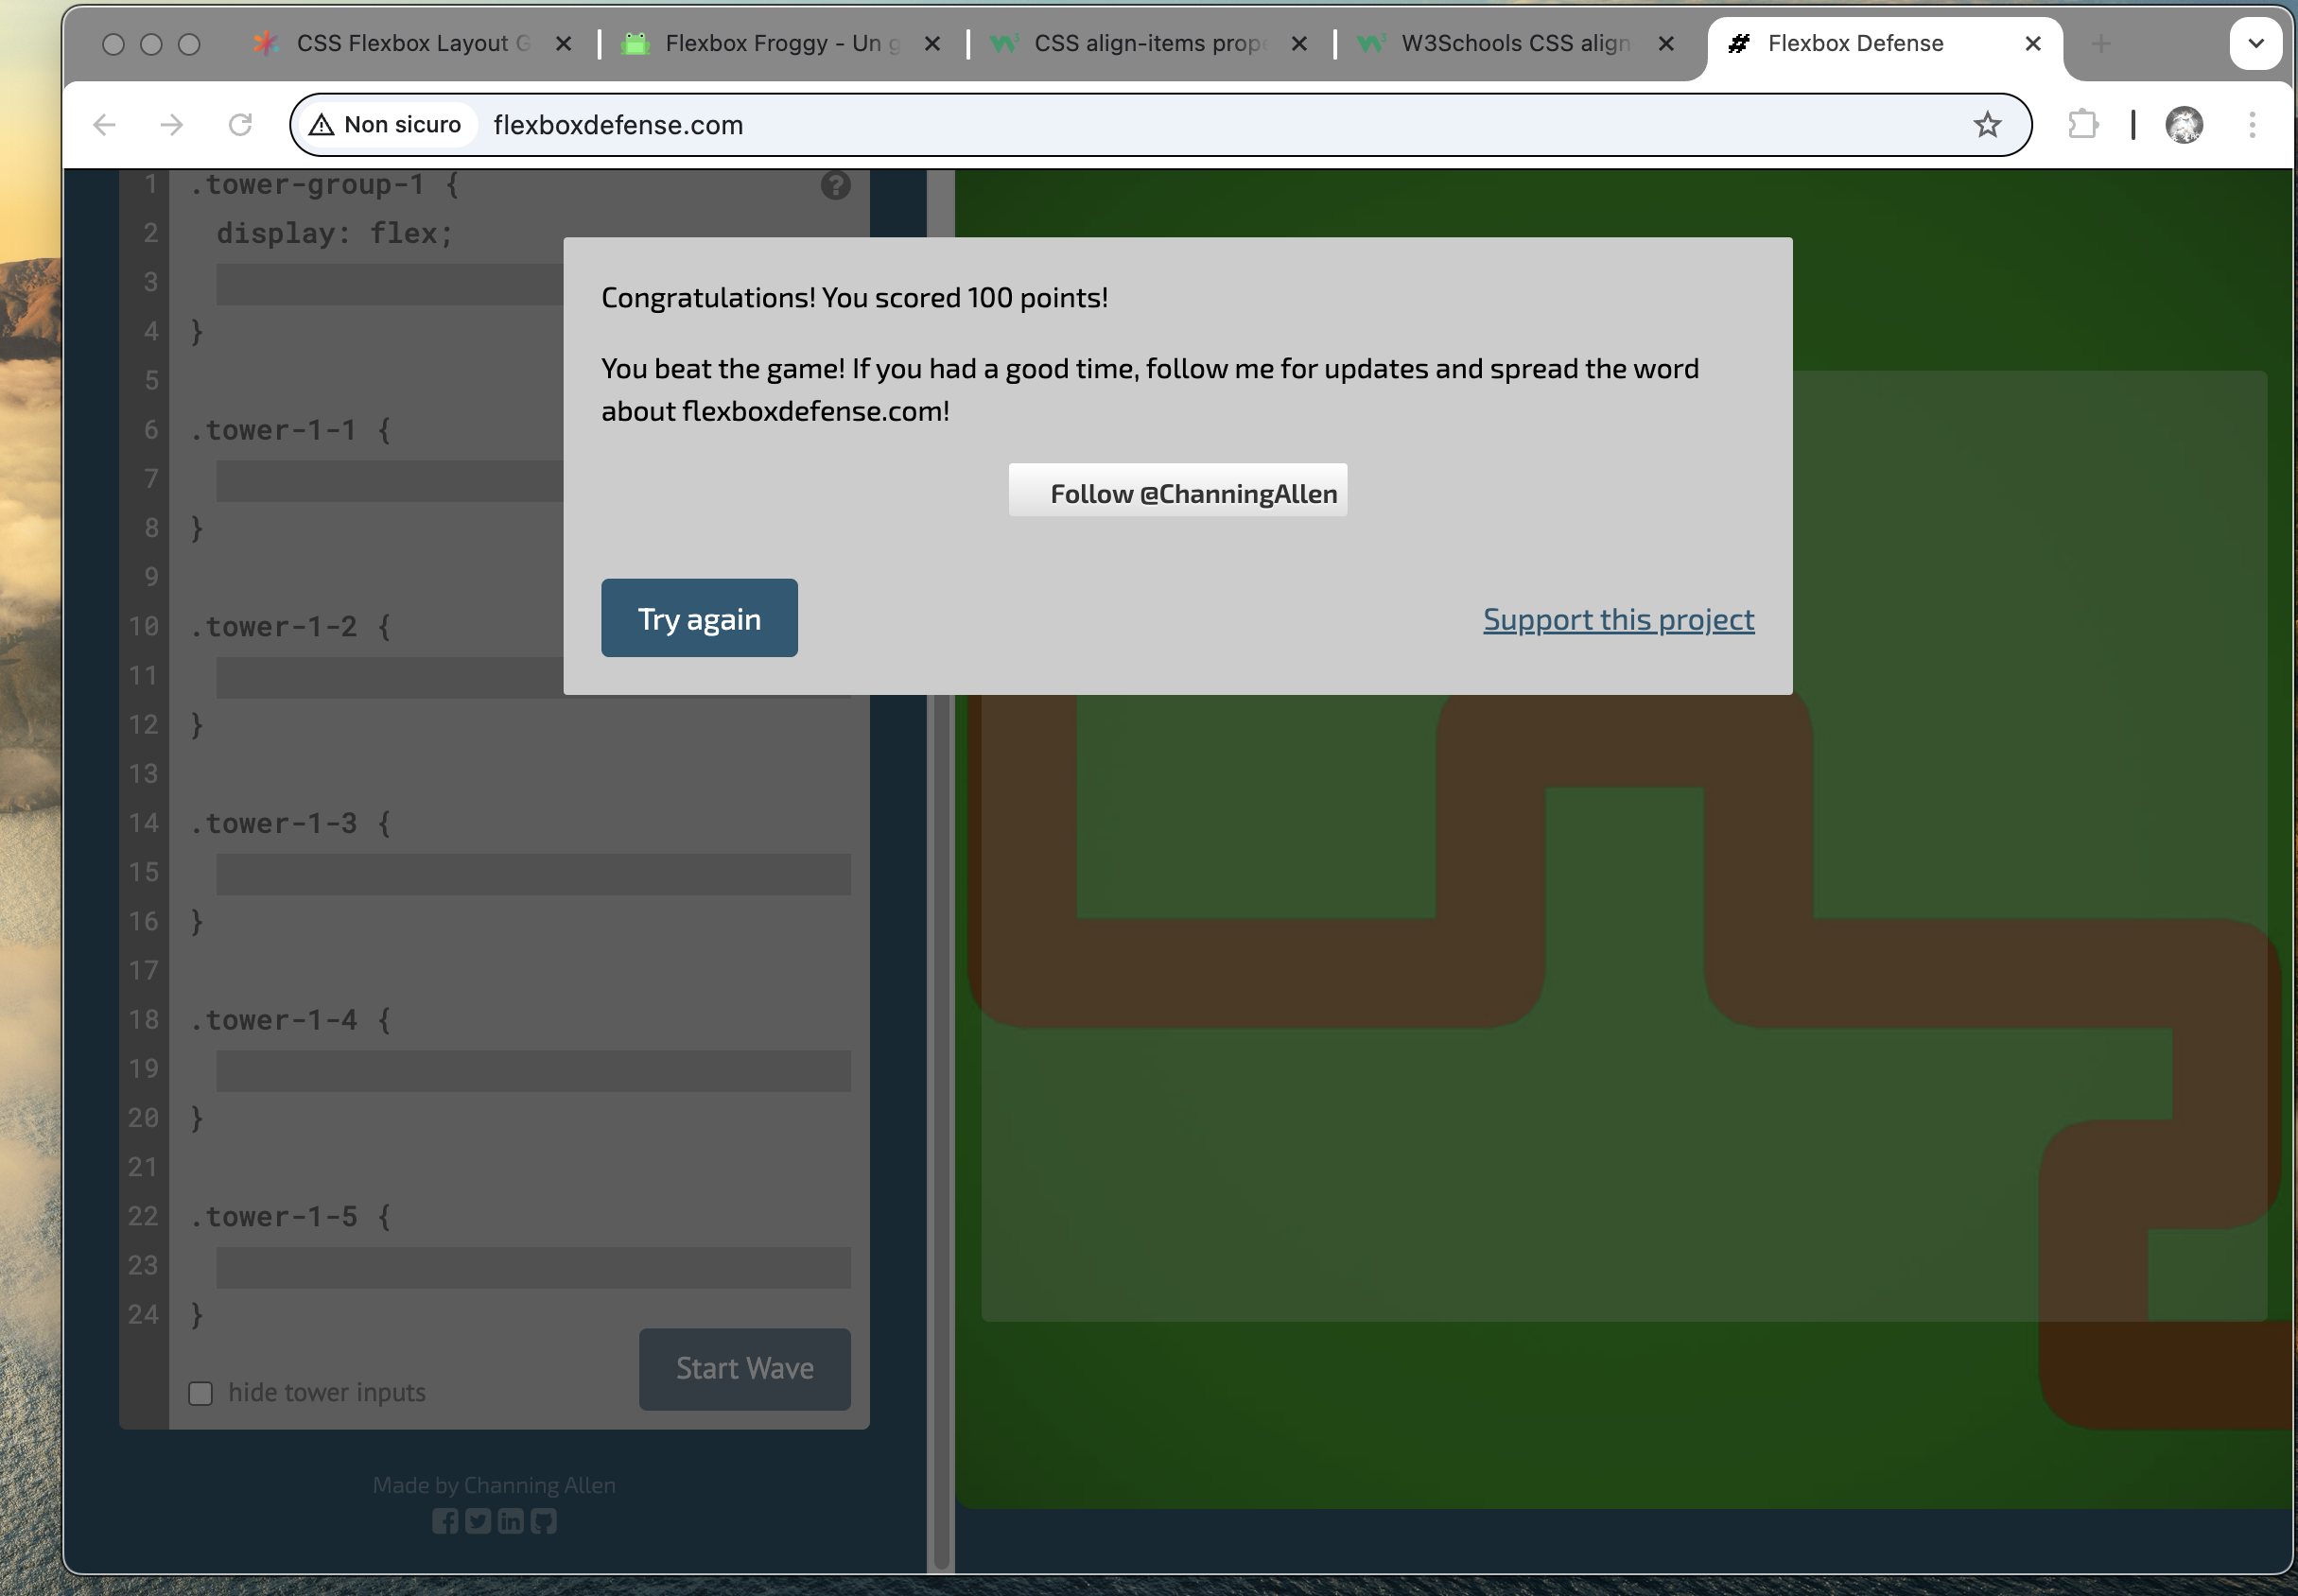 CSS Flexbox Layout G
Flexbox Froggy - Un g
CSS align-items prope
W3Schools CSS align
Flexbox Defense
Non sicuro
flexboxdefense.com
1 .tower-group-1 {
2 display: flex;
3
4 }
5
6 .tower-1-1 {
7
8 }
9
10 .tower-1-2 {
11
12 }
13
14 .tower-1-3 {
15
16 }
17
18 .tower-1-4 {
19
20 }
21
22 .tower-1-5 {
23
24 }
hide tower inputs
Start Wave
Made by Channing Allen
Congratulations! You scored 100 points!
You beat the game! If you had a good time, follow me for updates and spread the word
about flexboxdefense.com!
Follow @ChanningAllen
Try again
Support this project